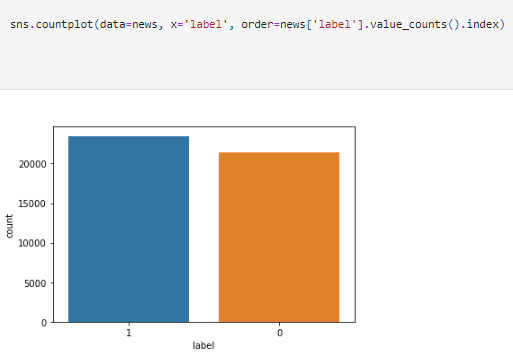 sns.countplot(data=news, x='label', order=news['label'].value_counts().index)
20000
15000
10000
5000
0
count
1 0
label